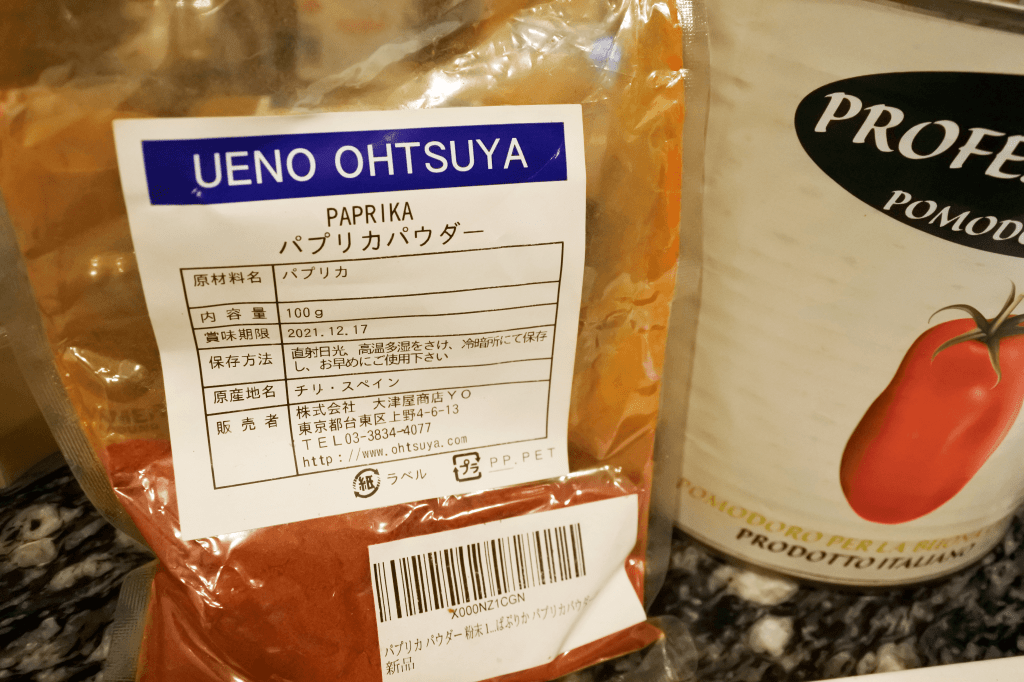 UENO OHTSUYA
PAPRIKA
パプリカパウダー
原材料名 パプリカ
内容量 100g
賞味期限 2021.12.17
保存方法 直射日光、高温多湿をさけ、冷暗所にて保存
し、お早めにご使用下さい
原産地名 チリ・スペイン
販売者 株式会社 大津屋商店YO
東京都台東区上野4-6-13
TEL03-3834-4077
http://www.ohtsuya.com
紙 ラベル プラ PP.PET
X000NZ1CGN
パプリカ パウダー 粉末 1...ぱぷりか パプリカパウダー
新品
PROFES
POMODO
POMODORO PER LA BUONA
PRODOTTO ITALIANO